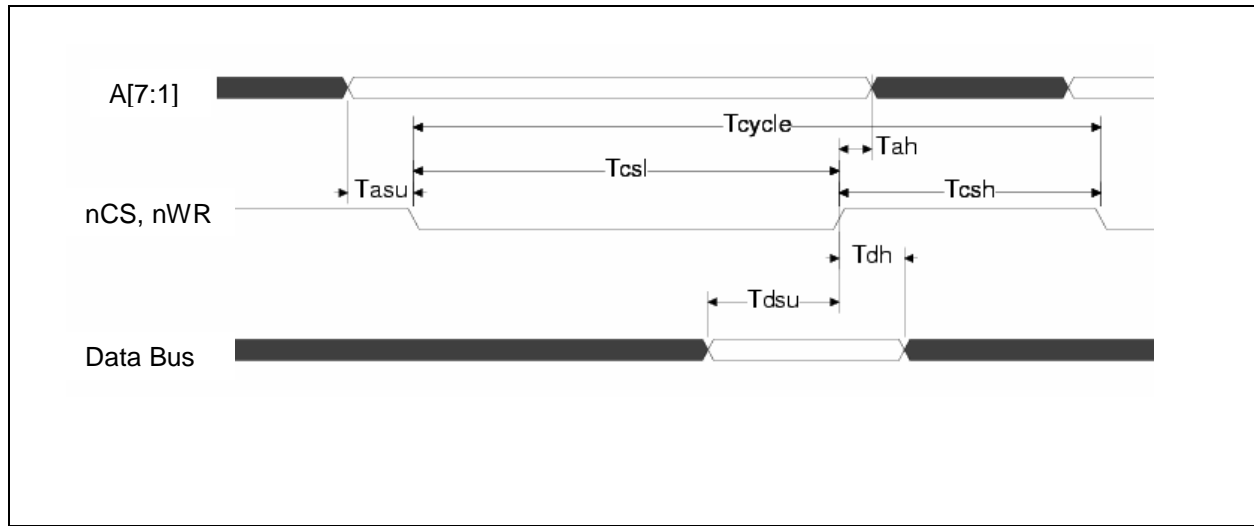 A[7:1]
Tcycle
Tah
Tcsl
Tasu
Tcsh
nCS, nWR
Tdh
Tdsu
Data Bus